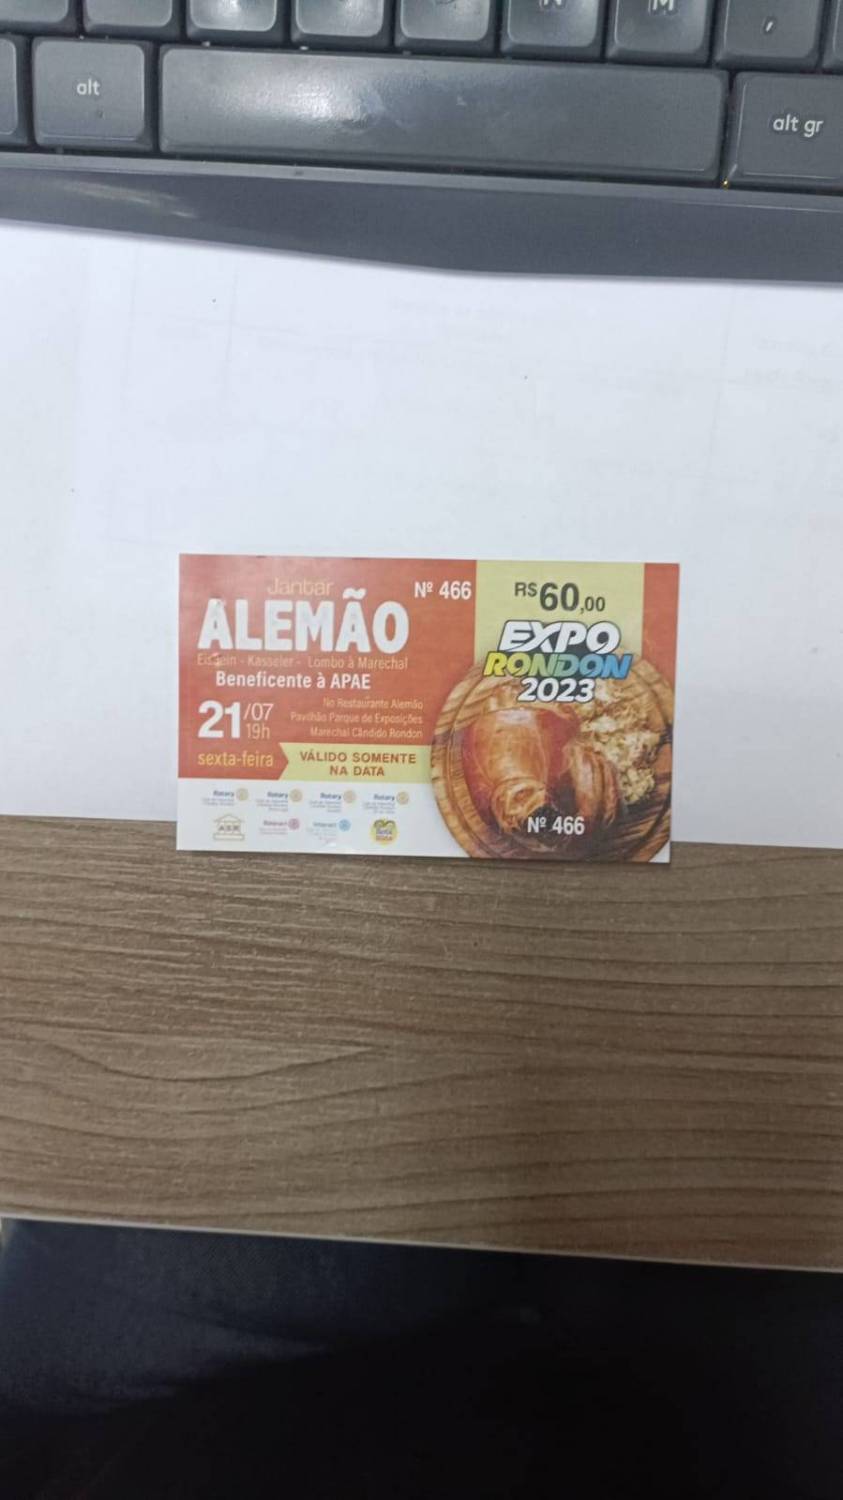 N
M
,
alt
alt gr
Jantar
ALEMÃO
Nº 466
Eisbein - Kasseler - Lombo à Marechal
Beneficente à APAE
21/07
19h
sexta-feira
No Restaurante Alemão
Pavilhão Parque de Exposições
Marechal Cândido Rondon
VÁLIDO SOMENTE
NA DATA
R$60,00
EXPO
RONDON
2023
Nº 466
Rotary
Rotary
Rotary
Rotary
Rotaract
Interact